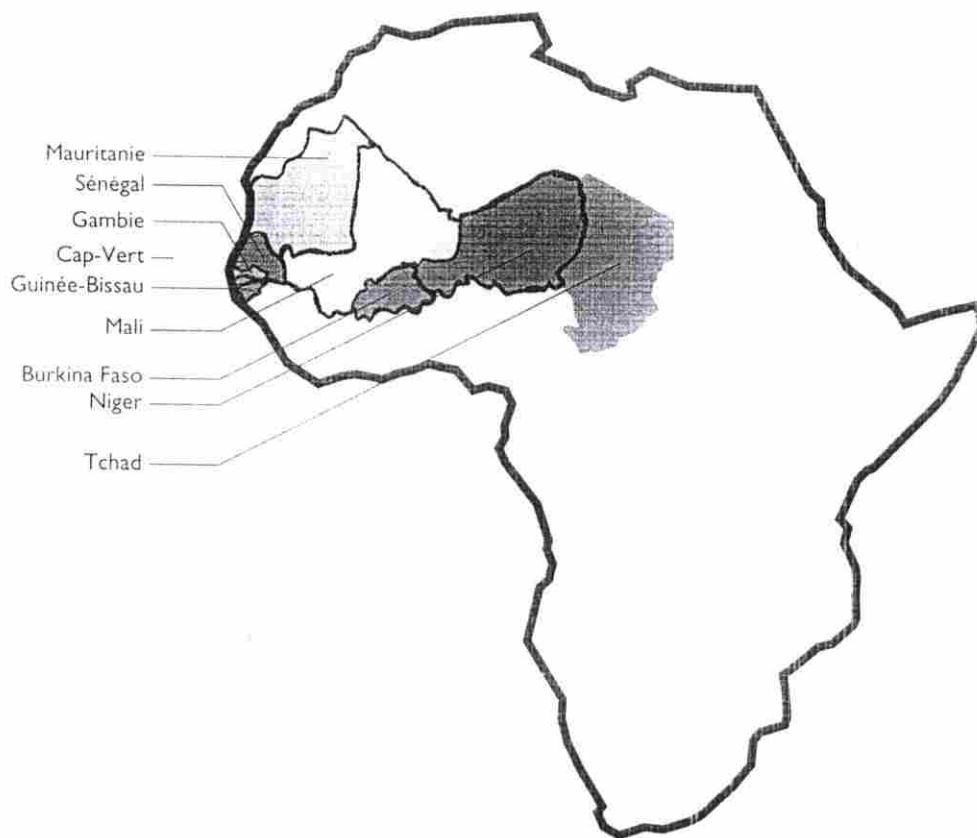 Mauritanie
Sénégal
Gambie
Cap-Vert
Guinée-Bissau
Mali
Burkina Faso
Niger
Tchad